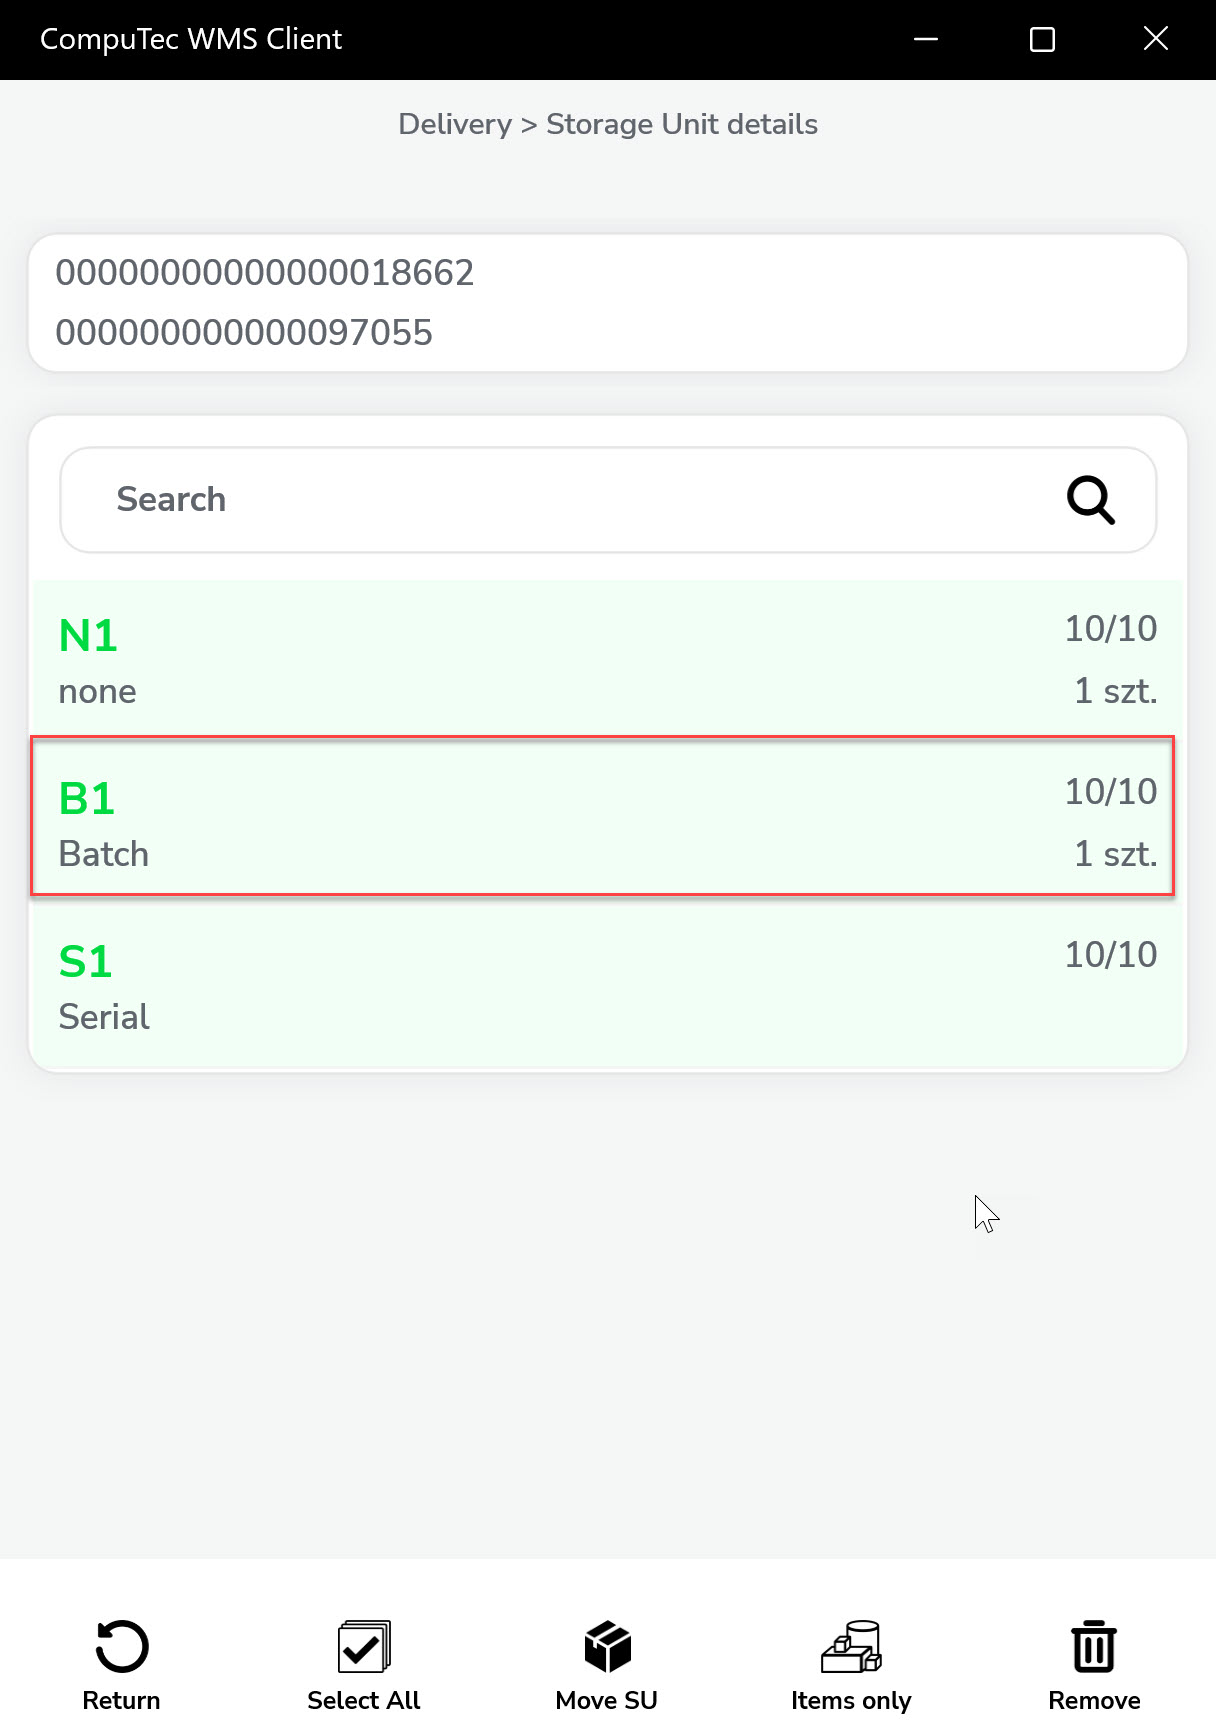 CompuTec WMS Client
Delivery > Storage Unit details
00000000000000018662
000000000000097055
Search
N1
10/10
none
1 szt.
B1
10/10
Batch
1 szt.
S1
10/10
Serial
Return
Select All
Move SU
Items only
Remove